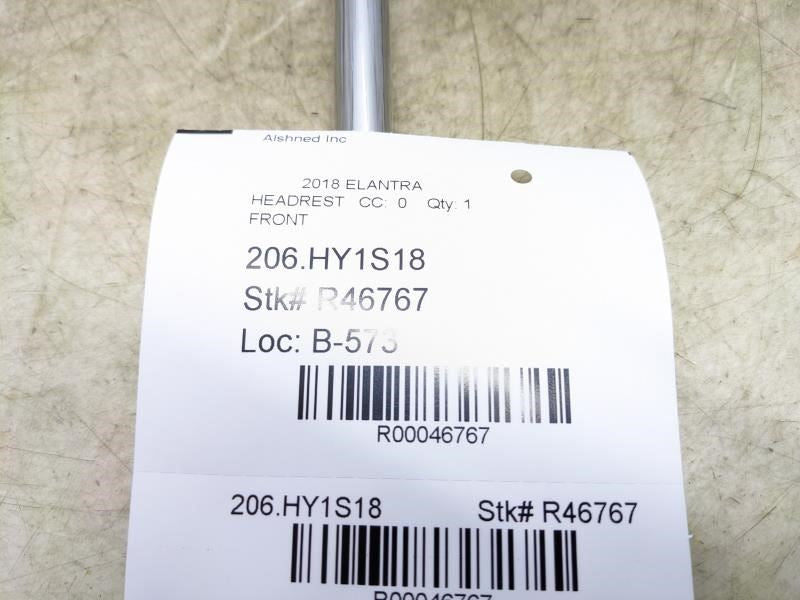 Alshned Inc
2018 ELANTRA
HEADREST CC: 0 Qty: 1
FRONT
206.HY1S18
Stk# R46767
Loc: B-573
R00046767
206.HY1S18 Stk# R46767
R00046767